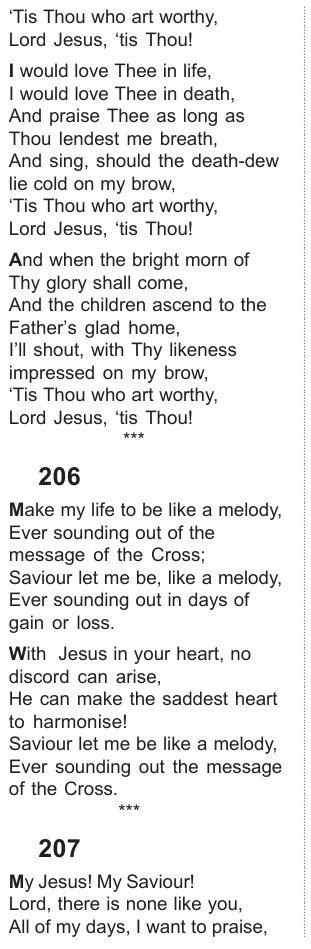 ‘Tis Thou who art worthy,
Lord Jesus, ‘tis Thou!
I would love Thee in life,
I would love Thee in death,
And praise Thee as long as
Thou lendest me breath,
And sing, should the death-dew
lie cold on my brow,
‘Tis Thou who art worthy,
Lord Jesus, ‘tis Thou!
And when the bright morn of
Thy glory shall come,
And the children ascend to the
Father’s glad home,
I’ll shout, with Thy likeness
impressed on my brow,
‘Tis Thou who art worthy,
Lord Jesus, ‘tis Thou!
***
206
Make my life to be like a melody,
Ever sounding out of the
message of the Cross;
Saviour let me be, like a melody,
Ever sounding out in days of
gain or loss.
With Jesus in your heart, no
discord can arise,
He can make the saddest heart
to harmonise!
Saviour let me be like a melody,
Ever sounding out the message
of the Cross.
***
207
My Jesus! My Saviour!
Lord, there is none like you,
All of my days, I want to praise,